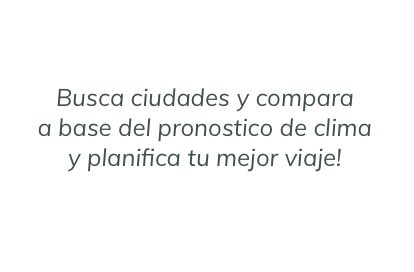 Busca ciudades y compara
a base del pronostico de clima
y planifica tu mejor viaje!